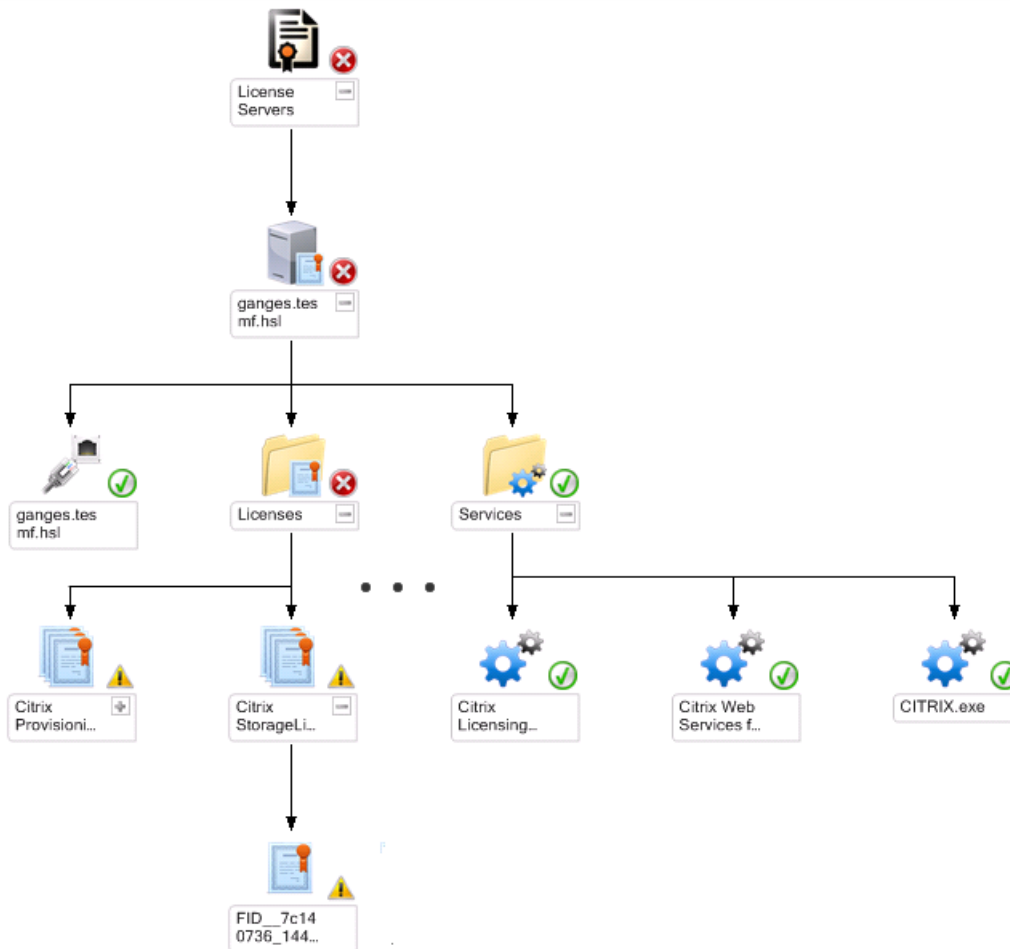 License
Servers
ganges.tes
mf.hsl
ganges.tes
mf.hsl
Licenses
Services
Citrix
Provisioni...
Citrix
StorageLi...
Citrix
Licensing...
Citrix Web
Services f...
CITRIX.exe
FID__7c14
0736_144...